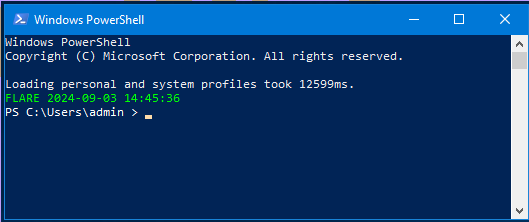 Windows PowerShell
Windows PowerShell
Copyright (C) Microsoft Corporation. All rights reserved.
Loading personal and system profiles took 12599ms.
FLARE 2024-09-03 14:45:36
PS C:\Users\admin >